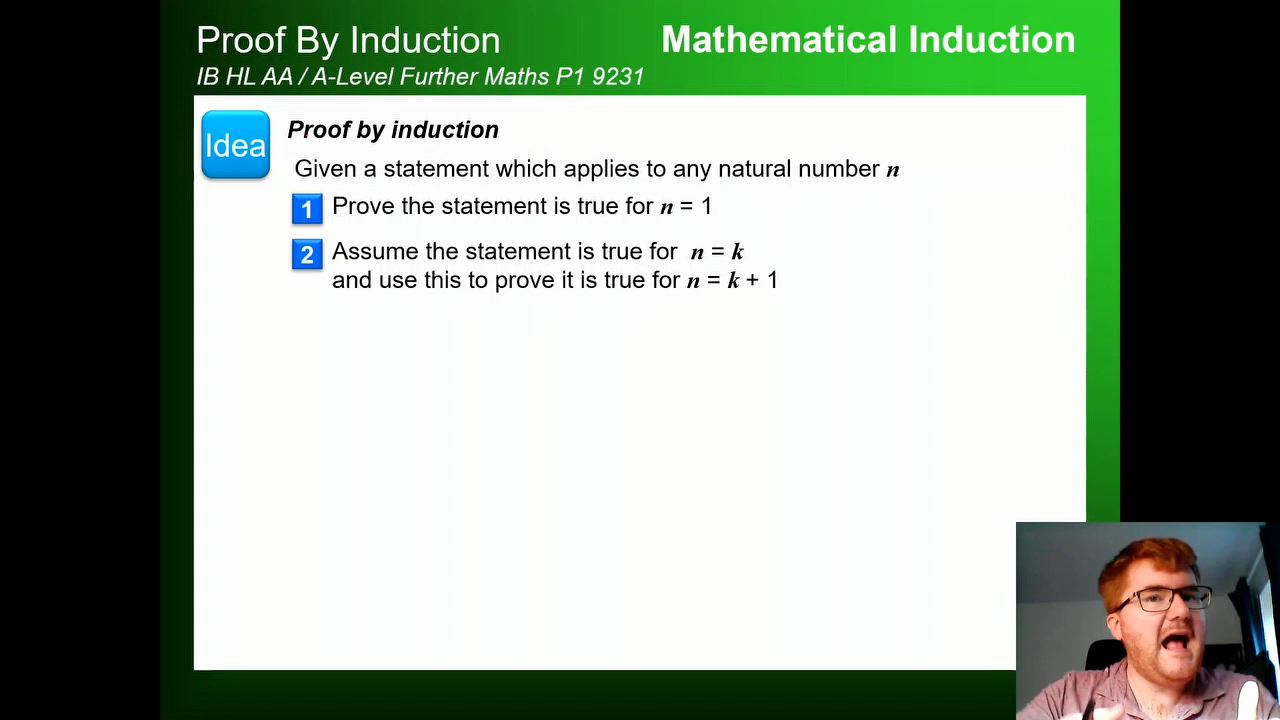 Proof By Induction
Mathematical Induction
IB HL AA / A-Level Further Maths P1 9231
Idea
Proof by induction
Given a statement which applies to any natural number n
1 Prove the statement is true for n = 1
2 Assume the statement is true for n = k
and use this to prove it is true for n = k + 1